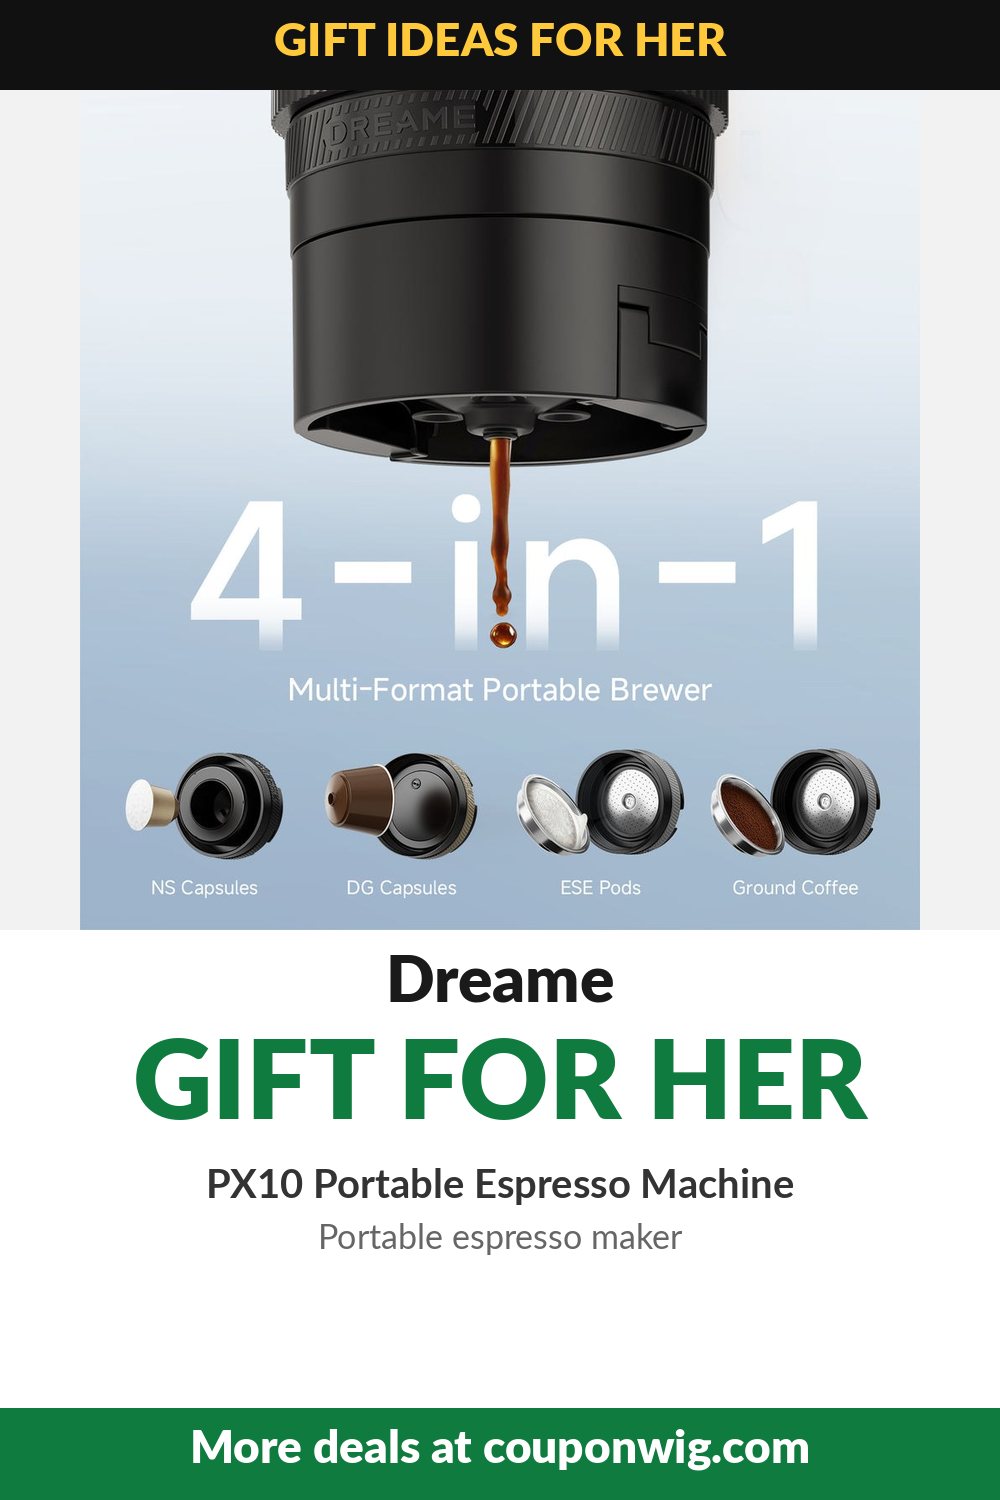 GIFT IDEAS FOR HER
DREAME
4-in-1
Multi-Format Portable Brewer
NS Capsules
DG Capsules
ESE Pods
Ground Coffee
Dreame
GIFT FOR HER
PX10 Portable Espresso Machine
Portable espresso maker
More deals at couponwig.com